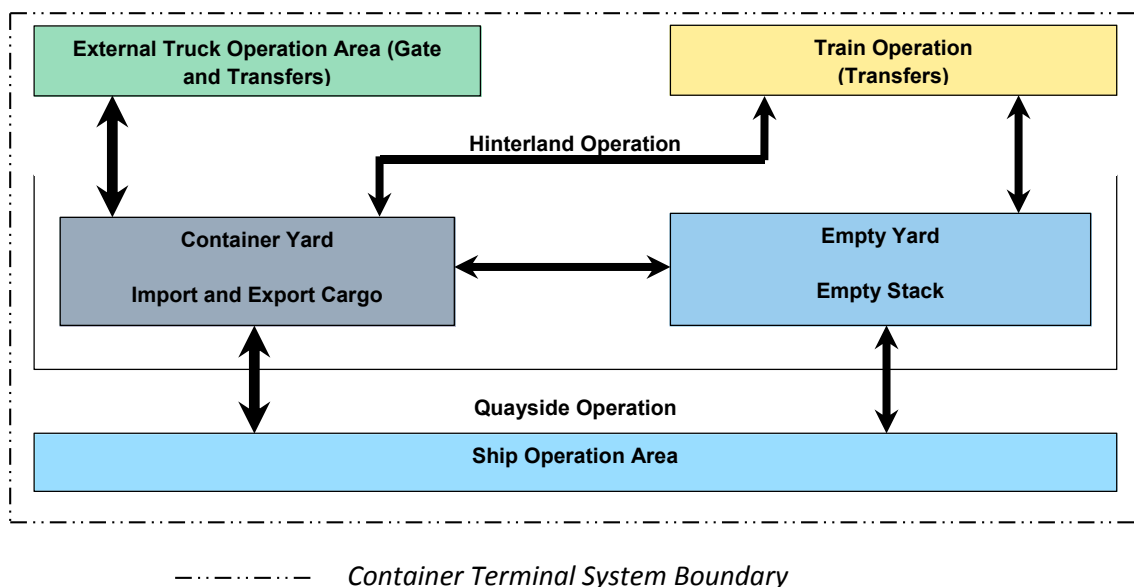 External Truck Operation Area (Gate
and Transfers)
Train Operation
(Transfers)
Hinterland Operation
Container Yard
Import and Export Cargo
Empty Yard
Empty Stack
Quayside Operation
Ship Operation Area
Container Terminal System Boundary